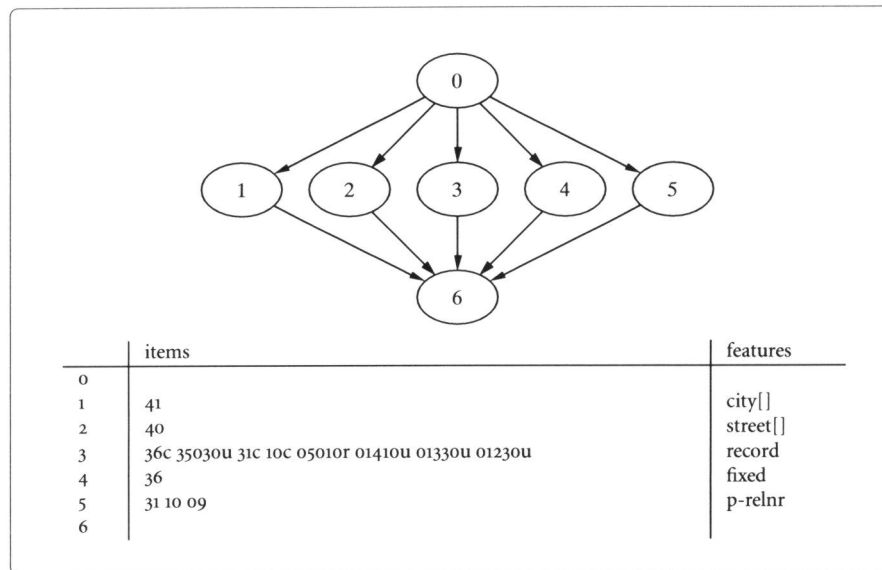 0
1 2 3 4 5
6
items features
0
1 41 city[]
2 40 street[]
3 36c 35030u 31c 10c 05010r 01410u 01330u 01230u record
4 36 fixed
5 31 10 09 p-relnr
6